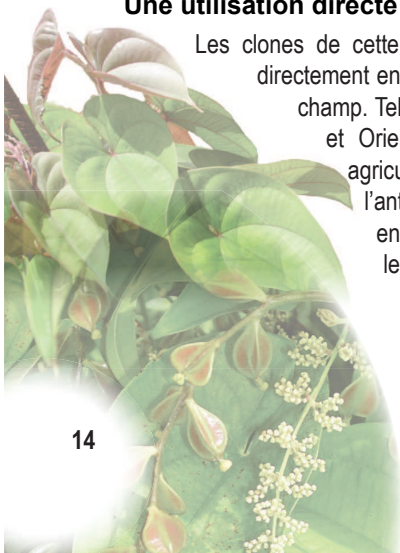 Une utilisation directe
Les clones de cette
directement en
champ. Tel
et Orie
agricu
l'ant
en
le
14